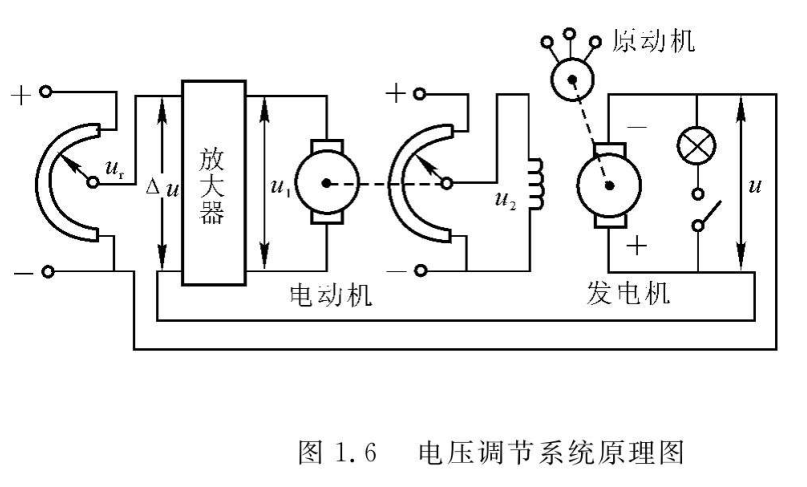 原动机
+
+
u_r
Δu
放大器
u_1
u_2
−
+
u
−
−
电动机
发电机
图 1.6 电压调节系统原理图